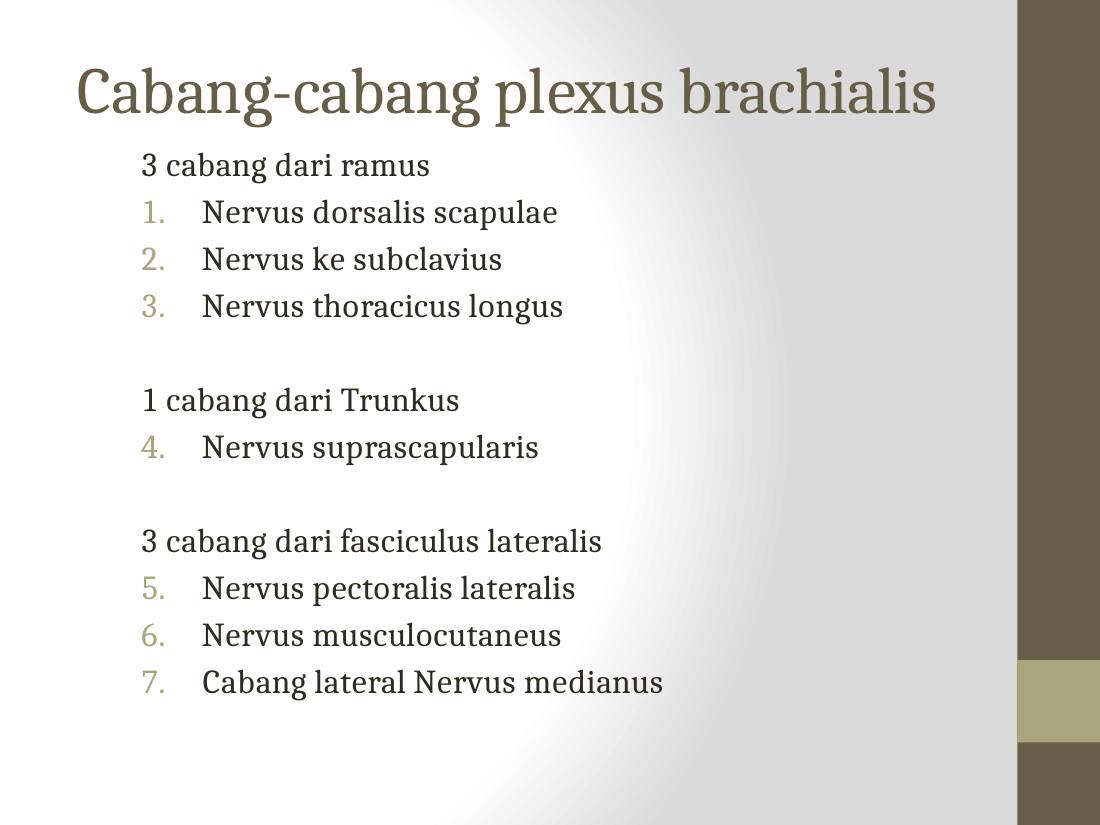 Cabang-cabang plexus brachialis
3 cabang dari ramus
1. Nervus dorsalis scapulae
2. Nervus ke subclavius
3. Nervus thoracicus longus
1 cabang dari Trunkus
4. Nervus suprascapularis
3 cabang dari fasciculus lateralis
5. Nervus pectoralis lateralis
6. Nervus musculocutaneus
7. Cabang lateral Nervus medianus